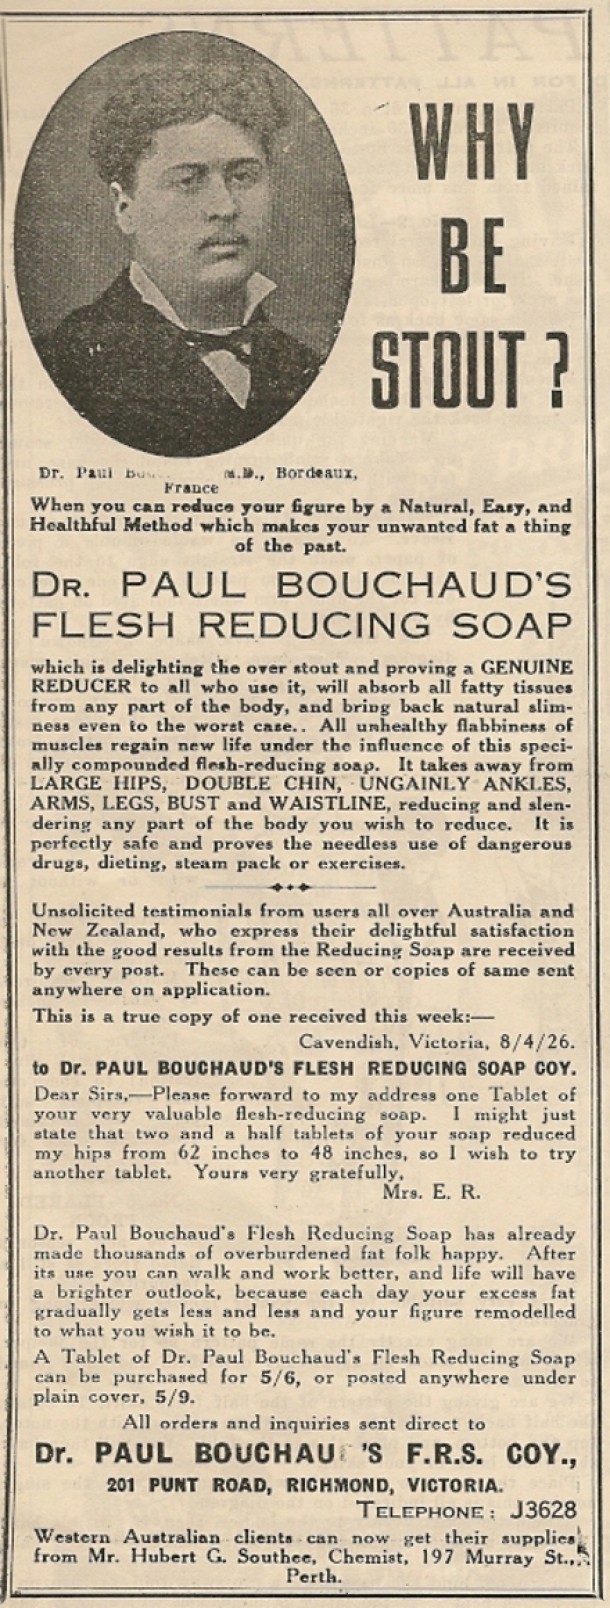 WHY
BE
STOUT ?
Dr. Paul M.D., Bordeaux,
France
When you can reduce your figure by a Natural, Easy, and
Healthful Method which makes your unwanted fat a thing
of the past.
DR. PAUL BOUCHAUD'S
FLESH REDUCING SOAP
which is delighting the over stout and proving a GENUINE
REDUCER to all who use it, will absorb all fatty tissues
from any part of the body, and bring back natural slim-
ness even to the worst case.. All unhealthy flabbiness of
muscles regain new life under the influence of this speci-
ally compounded flesh-reducing soap. It takes away from
LARGE HIPS, DOUBLE CHIN, UNGAINLY ANKLES,
ARMS, LEGS, BUST and WAISTLINE, reducing and slen-
dering any part of the body you wish to reduce. It is
perfectly safe and proves the needless use of dangerous
drugs, dieting, steam pack or exercises.
Unsolicited testimonials from users all over Australia and
New Zealand, who express their delightful satisfaction
with the good results from the Reducing Soap are received
by every post. These can be seen or copies of same sent
anywhere on application.
This is a true copy of one received this week:—
Cavendish, Victoria, 8/4/26.
to Dr. PAUL BOUCHAUD'S FLESH REDUCING SOAP COY.
Dear Sirs,—Please forward to my address one Tablet of
your very valuable flesh-reducing soap. I might just
state that two and a half tablets of your soap reduced
my hips from 62 inches to 48 inches, so I wish to try
another tablet. Yours very gratefully,
Mrs. E. R.
Dr. Paul Bouchaud's Flesh Reducing Soap has already
made thousands of overburdened fat folk happy. After
its use you can walk and work better, and life will have
a brighter outlook, because each day your excess fat
gradually gets less and less and your figure remodelled
to what you wish it to be.
A Tablet of Dr. Paul Bouchaud's Flesh Reducing Soap
can be purchased for 5/6, or posted anywhere under
plain cover, 5/9.
All orders and inquiries sent direct to
Dr. PAUL BOUCHAU 'S F.R.S. COY.,
201 PUNT ROAD, RICHMOND, VICTORIA.
TELEPHONE: J3628
Western Australian clients can now get their supplies
from Mr. Hubert G. Southee, Chemist, 197 Murray St.,
Perth.